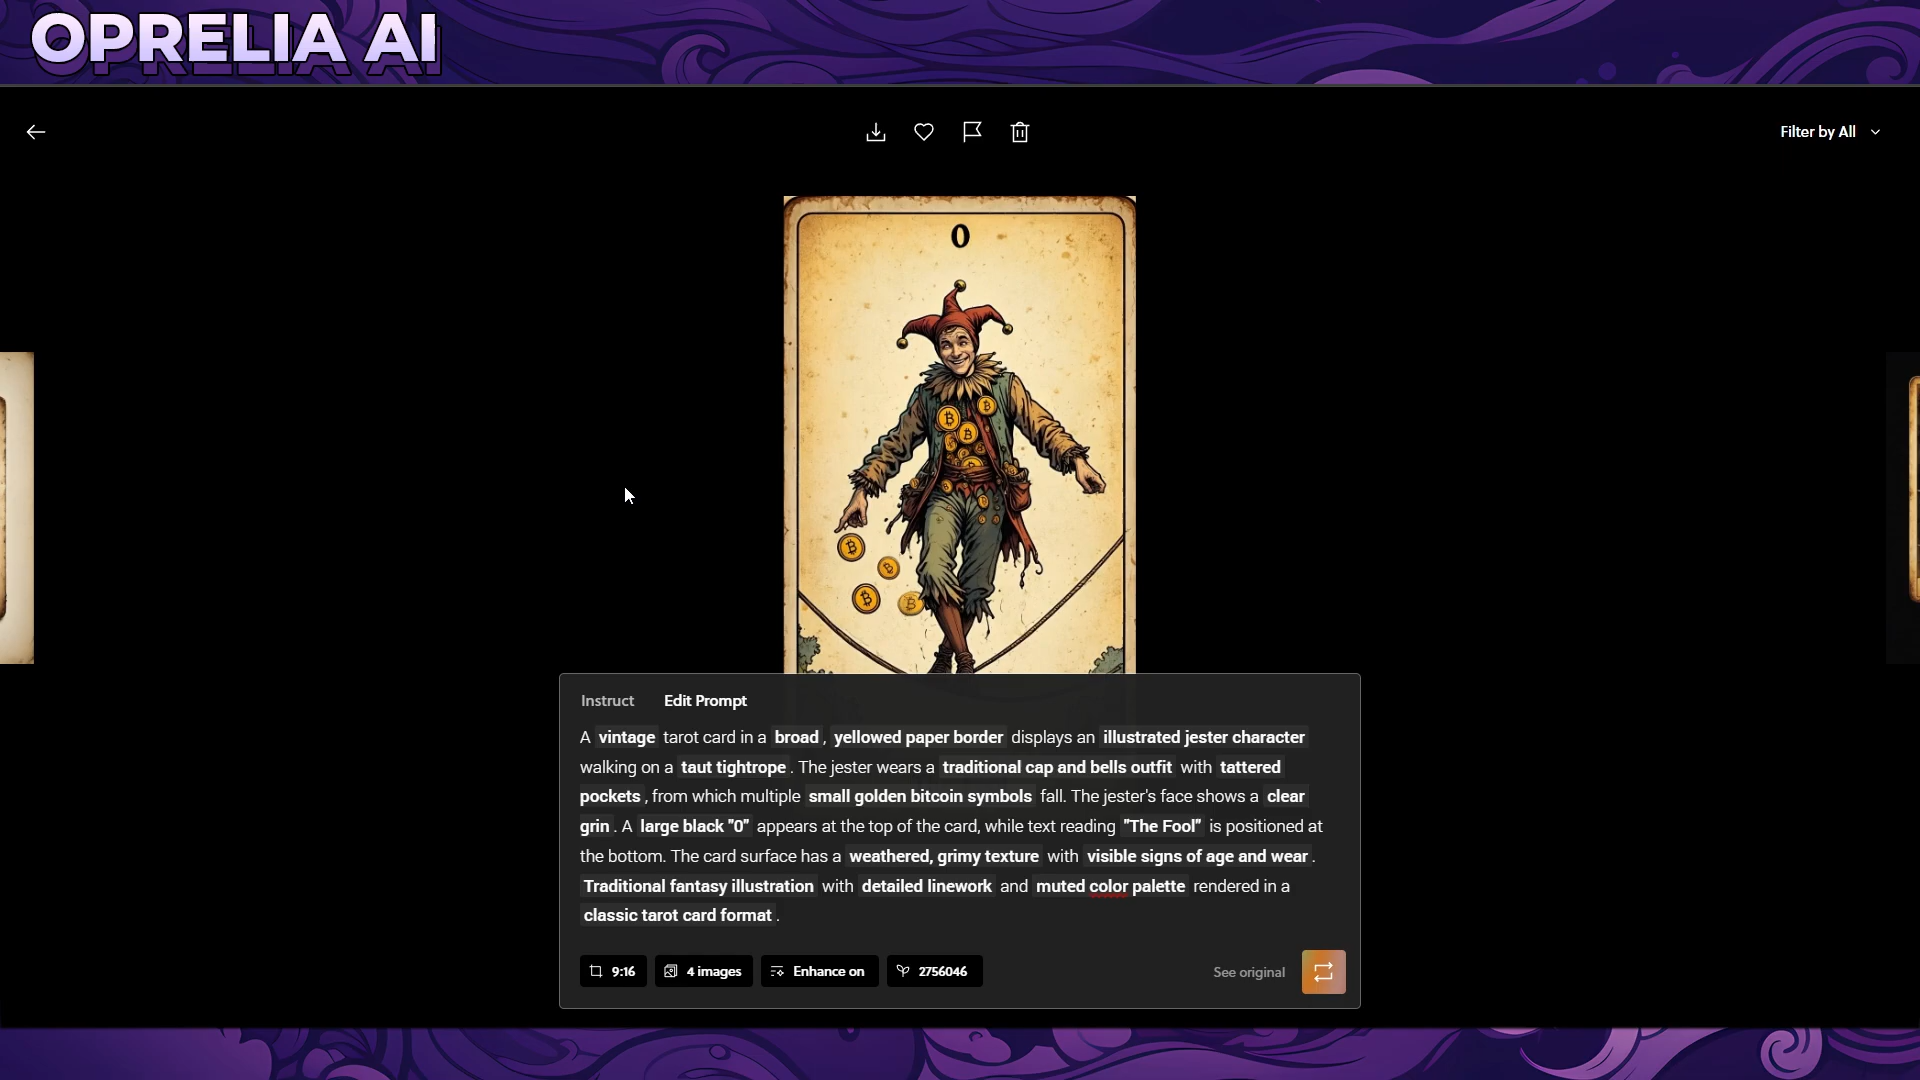 OPRELIA AI
Filter by All
0
Instruct Edit Prompt
A vintage tarot card in a broad, yellowed paper border displays an illustrated jester character
walking on a taut tightrope. The jester wears a traditional cap and bells outfit with tattered
pockets, from which multiple small golden bitcoin symbols fall. The jester's face shows a clear
grin. A large black "0" appears at the top of the card, while text reading "The Fool" is positioned at
the bottom. The card surface has a weathered, grimy texture with visible signs of age and wear.
Traditional fantasy illustration with detailed linework and muted color palette rendered in a
classic tarot card format.
9:16 4 images Enhance on 2756046 See original